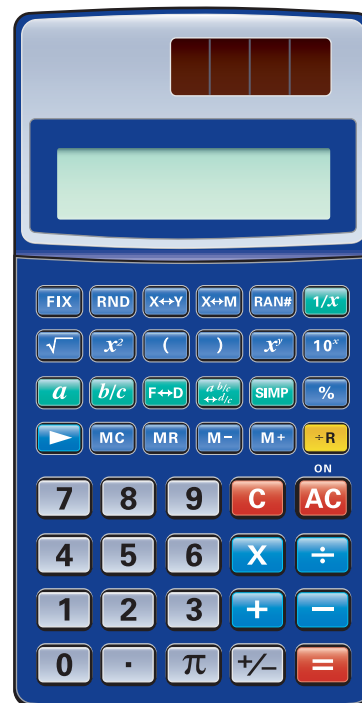 FIX RND X↔Y X↔M RAN# 1/x
√ x² ( ) xʸ 10ˣ
a b/c F↔D a b/c ↔ d/c SIMP %
► MC MR M− M+ ÷R
ON
7 8 9 C AC
4 5 6 X ÷
1 2 3 + −
0 · π +/− =